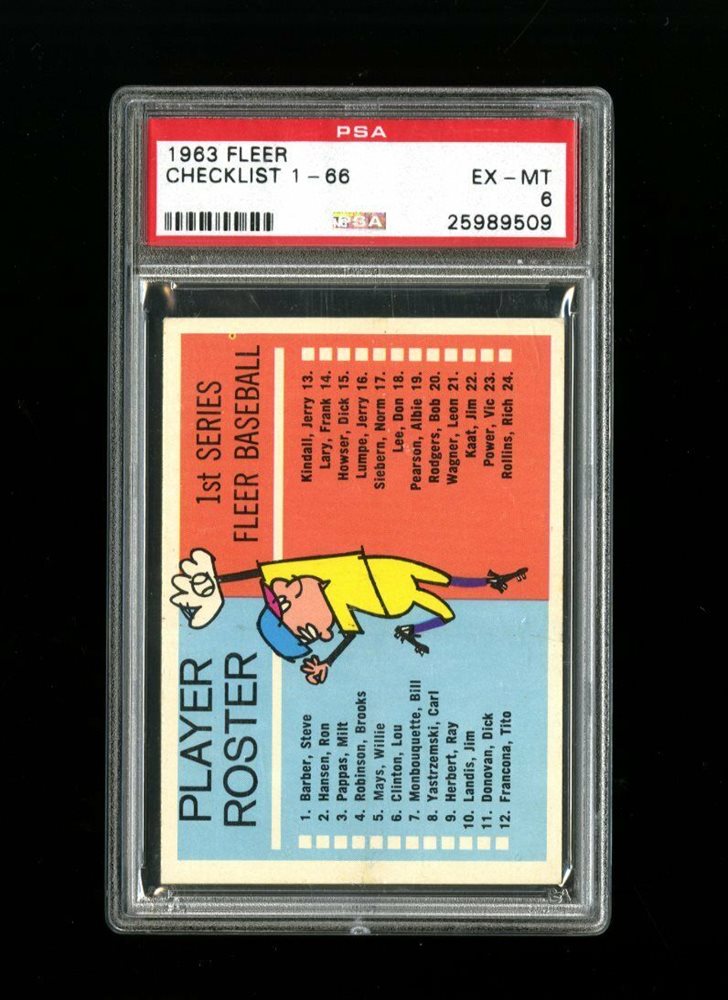 PSA
1963 FLEER
CHECKLIST 1-66 EX-MT
6
PSA 25989509
PLAYER
ROSTER
1st SERIES
FLEER BASEBALL
1. Barber, Steve
2. Hansen, Ron
3. Pappas, Milt
4. Robinson, Brooks
5. Mays, Willie
6. Clinton, Lou
7. Monbouquette, Bill
8. Yastrzemski, Carl
9. Herbert, Ray
10. Landis, Jim
11. Donovan, Dick
12. Francona, Tito
Kindall, Jerry 13.
Lary, Frank 14.
Howser, Dick 15.
Lumpe, Jerry 16.
Siebern, Norm 17.
Lee, Don 18.
Pearson, Albie 19.
Rodgers, Bob 20.
Wagner, Leon 21.
Kaat, Jim 22.
Power, Vic 23.
Rollins, Rich 24.